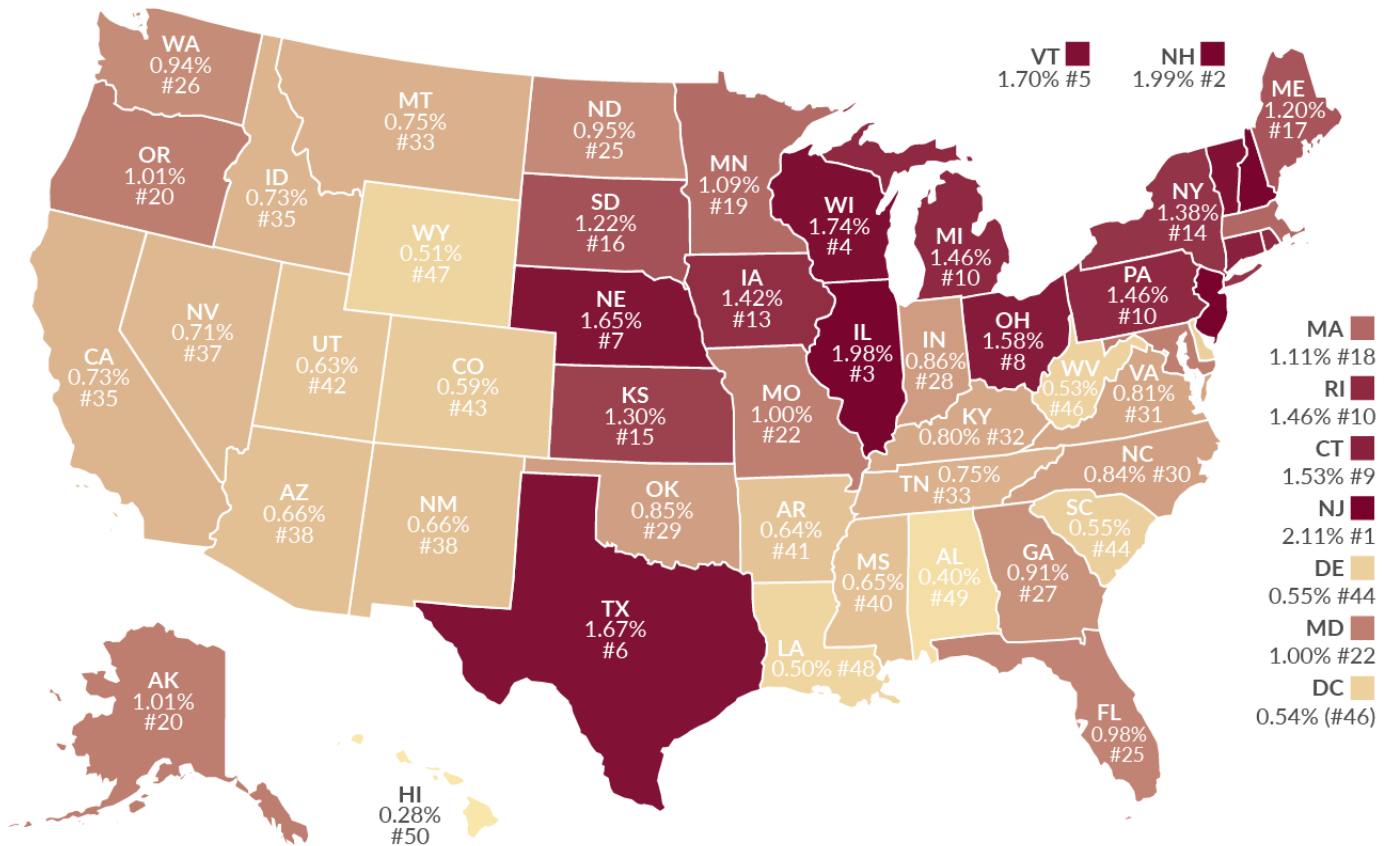 VT
1.70% #5
NH
1.99% #2
WA
0.94%
#26
MT
0.75%
#33
ND
0.95%
#25
MN
1.09%
#19
ME
1.20%
#17
OR
1.01%
#20
ID
0.73%
#35
WY
0.51%
#47
SD
1.22%
#16
WI
1.74%
#4
MI
1.46%
#10
NY
1.38%
#14
NV
0.71%
#37
UT
0.63%
#42
CO
0.59%
#43
NE
1.65%
#7
IA
1.42%
#13
IL
1.98%
#3
IN
0.86%
#28
OH
1.58%
#8
PA
1.46%
#10
CA
0.73%
#35
KS
1.30%
#15
MO
1.00%
#22
KY
0.80% #32
WV
0.53%
#46
VA
0.81%
#31
MA
1.11% #18
RI
1.46% #10
CT
1.53% #9
NJ
2.11% #1
DE
0.55% #44
MD
1.00% #22
DC
0.54% (#46)
AZ
0.66%
#38
NM
0.66%
#38
OK
0.85%
#29
AR
0.64%
#41
TN 0.75%
#33
NC
0.84% #30
SC
0.55%
#44
MS
0.65%
#40
AL
0.40%
#49
GA
0.91%
#27
TX
1.67%
#6
LA
0.50% #48
FL
0.98%
#25
AK
1.01%
#20
HI
0.28%
#50